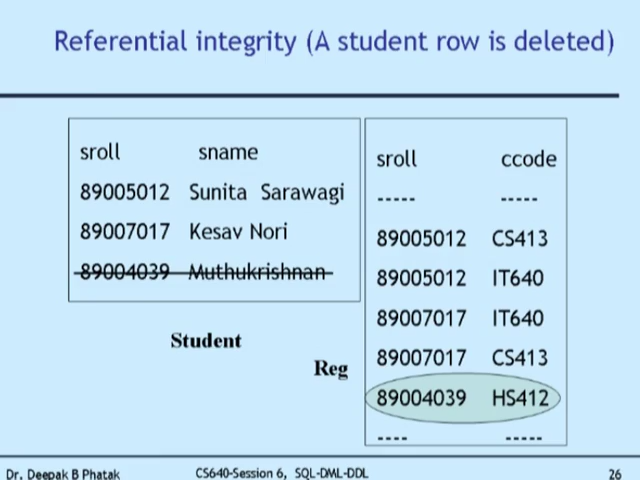 Referential integrity (A student row is deleted)
sroll sname
89005012 Sunita Sarawagi
89007017 Kesav Nori
89004039 Muthukrishnan
Student
Reg
sroll ccode
----- -----
89005012 CS413
89005012 IT640
89007017 IT640
89007017 CS413
89004039 HS412
---- -----
Dr. Deepak B Phatak CS640-Session 6, SQL-DML-DDL 26